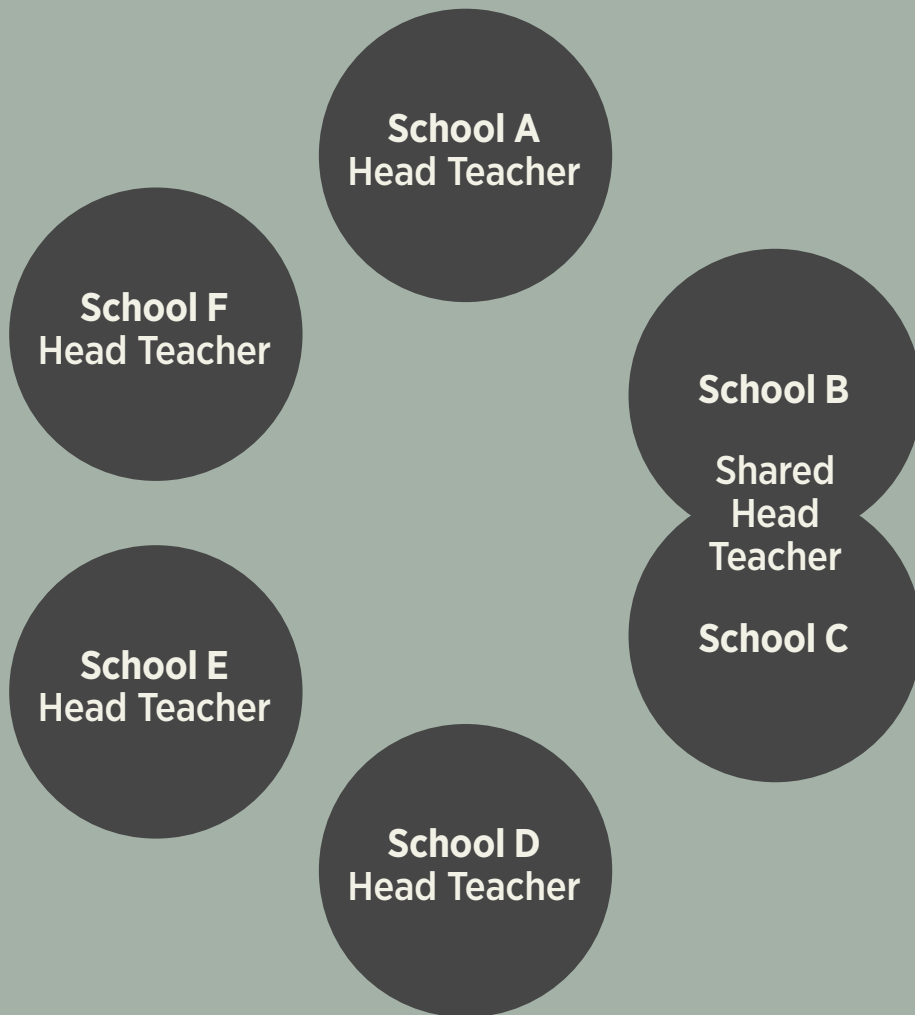 School A
Head Teacher
School F
Head Teacher
School B
Shared
Head
Teacher
School C
School E
Head Teacher
School D
Head Teacher